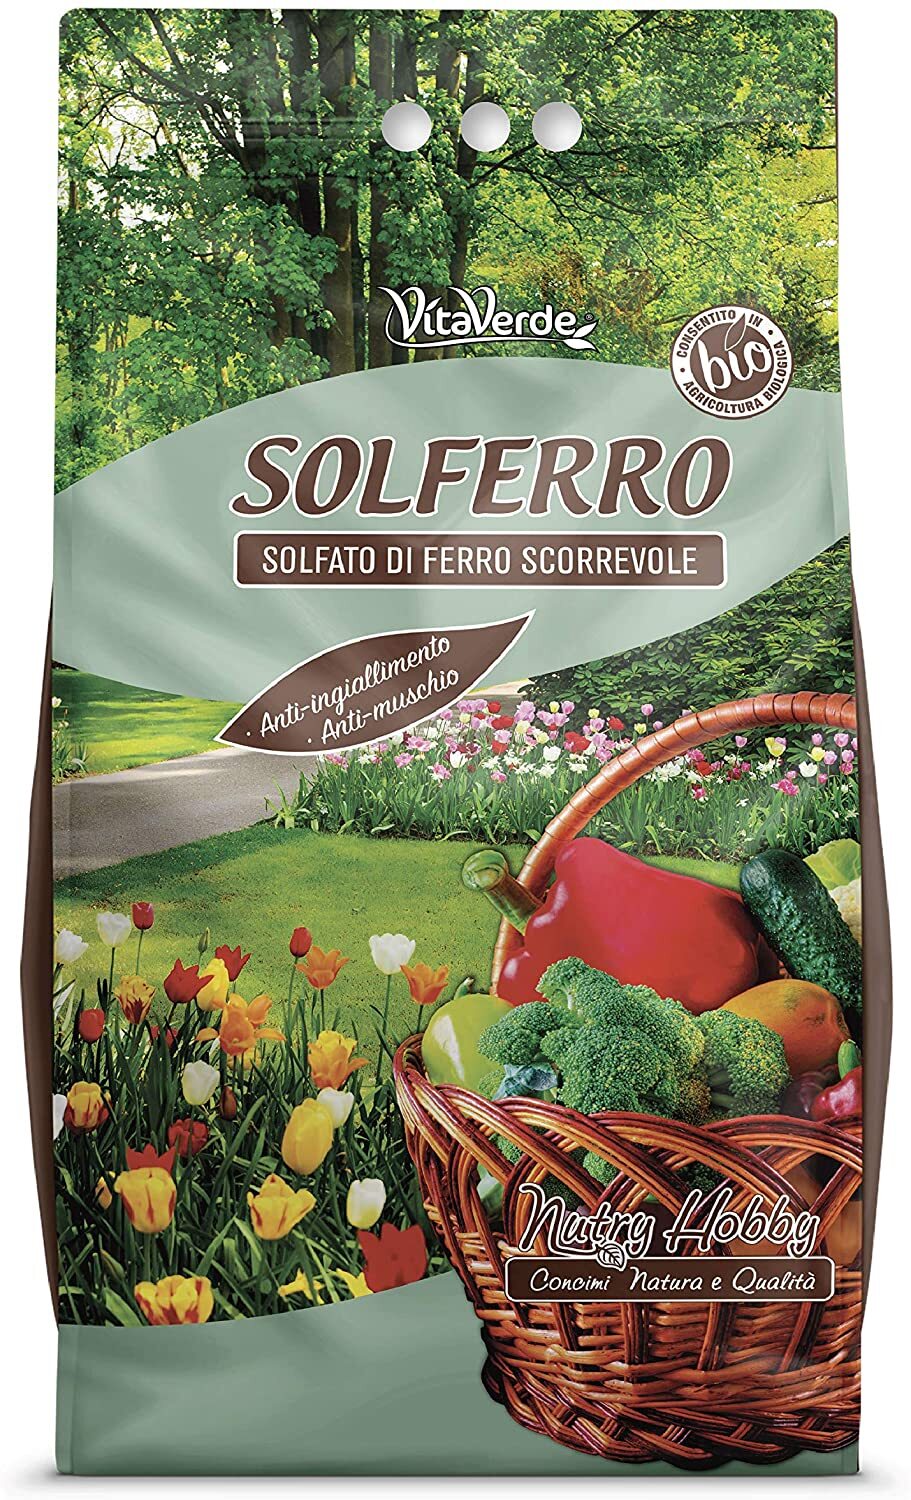 VitaVerde®
CONSENTITO IN
bio
AGRICOLTURA BIOLOGICA
SOLFERRO
SOLFATO DI FERRO SCORREVOLE
· Anti-ingiallimento
· Anti-muschio
Nutry Hobby
Concimi Natura e Qualità